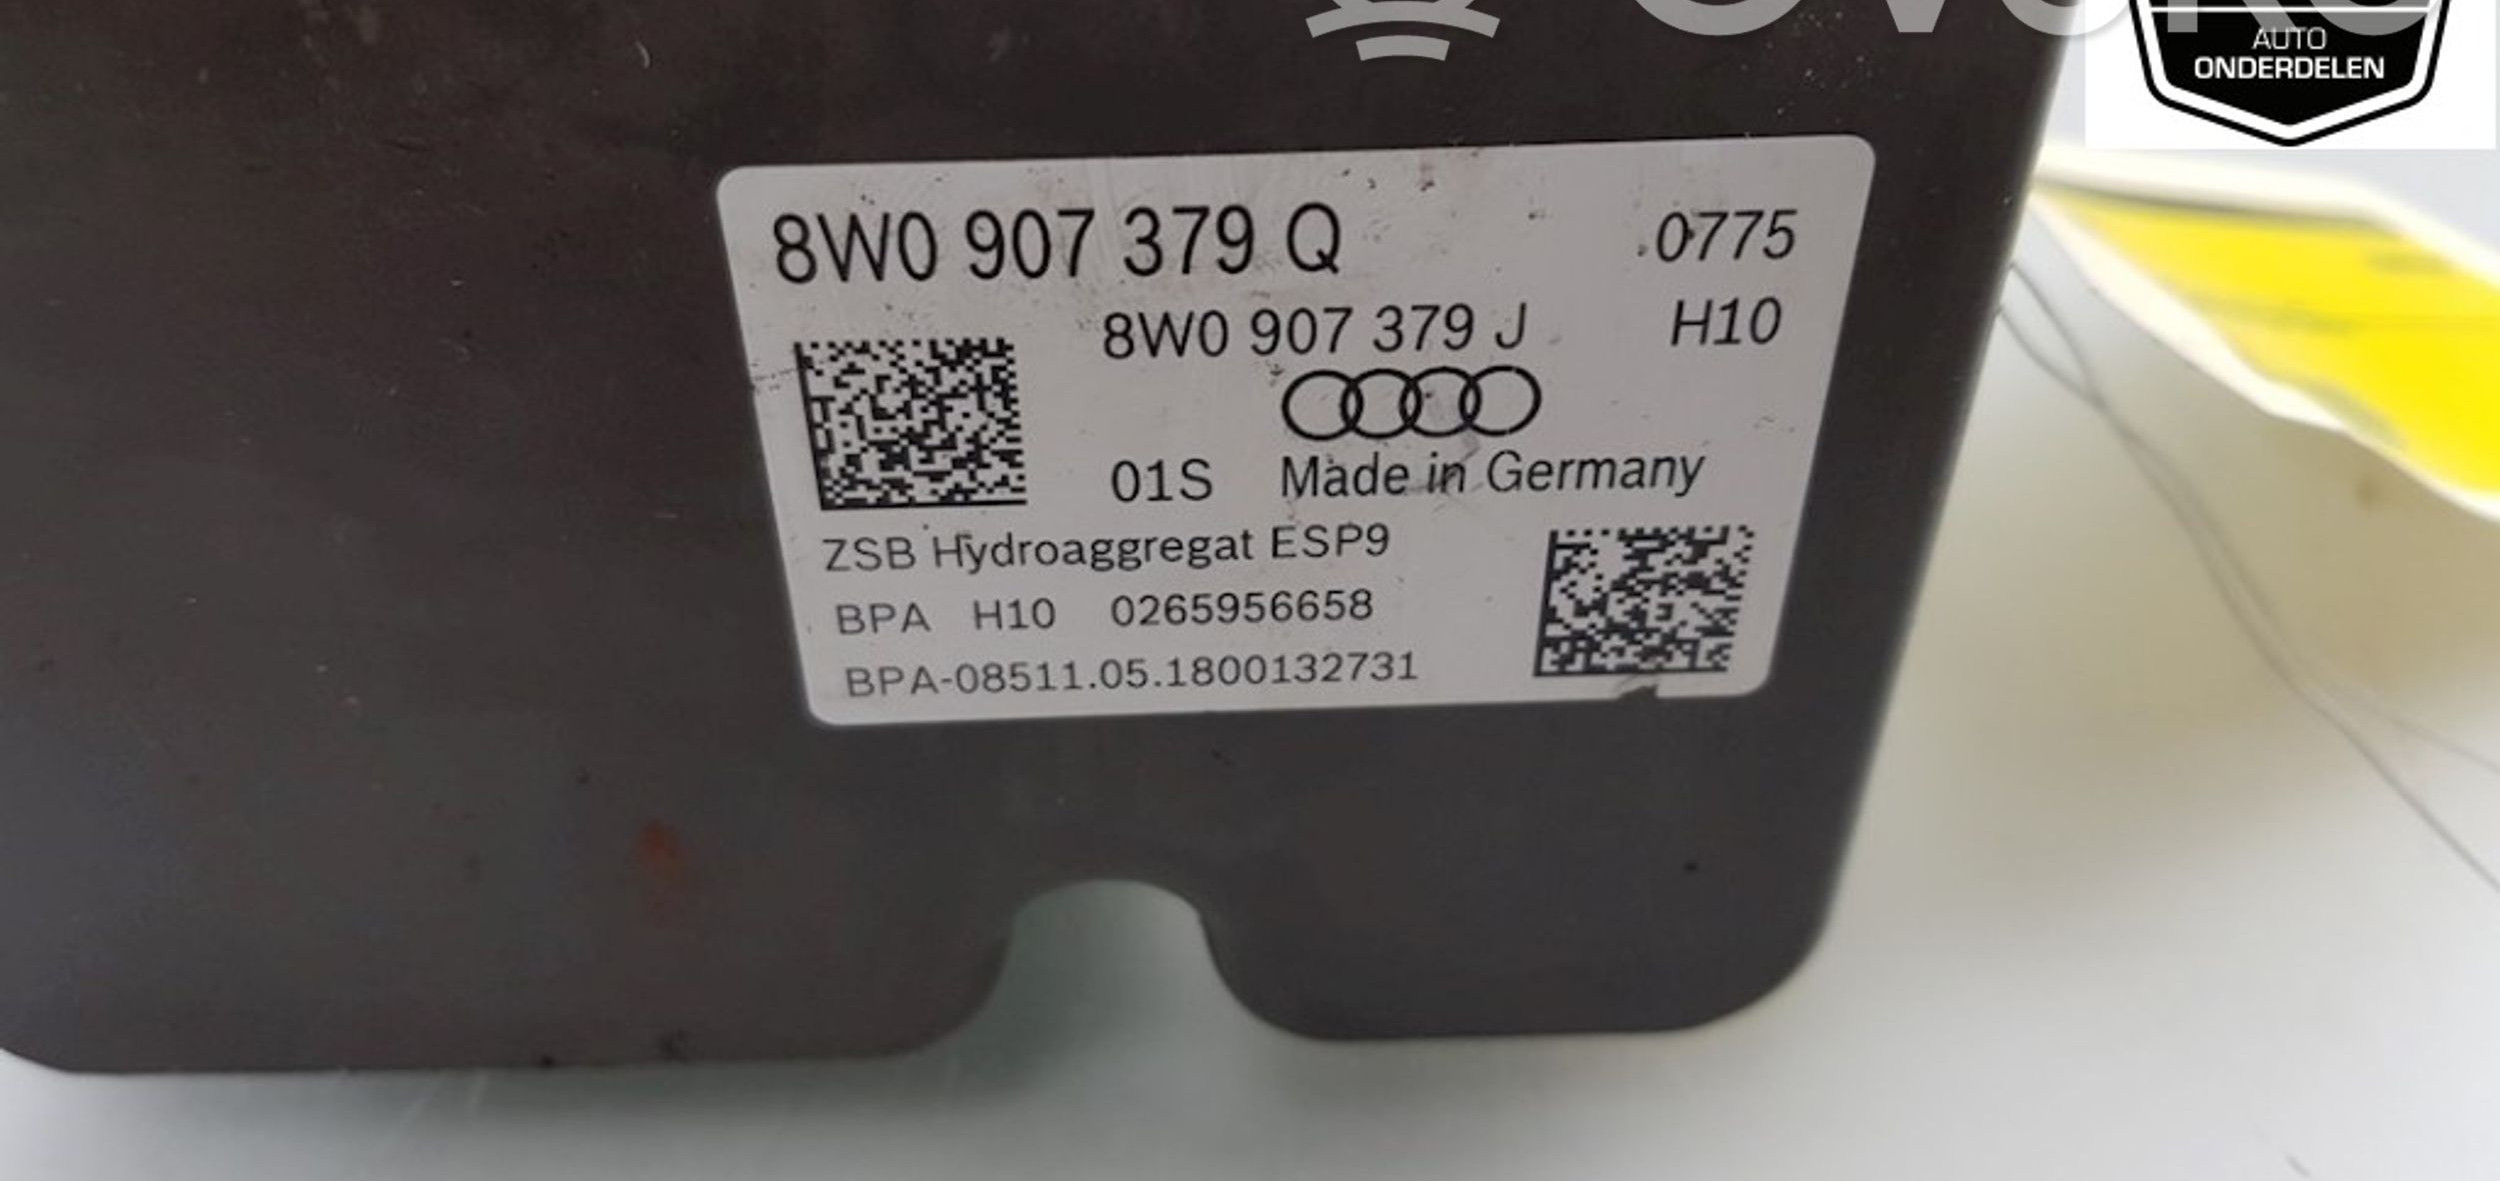 AUTO
ONDERDELEN
8W0 907 379 Q 0775
8W0 907 379 J H10
01S Made in Germany
ZSB Hydroaggregat ESP9
BPA H10 0265956658
BPA-08511.05.1800132731